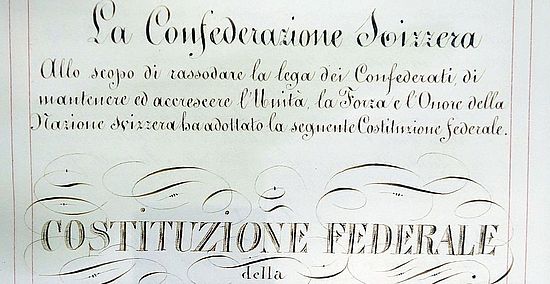 La Confederazione Svizzera
Allo scopo di rassodare la lega dei Confederati, di
mantenere ed accrescere l'Unità, la Forza e l'Onore della
Nazione svizzera ha adottato la seguente Costituzione federale.
COSTITUZIONE FEDERALE
della